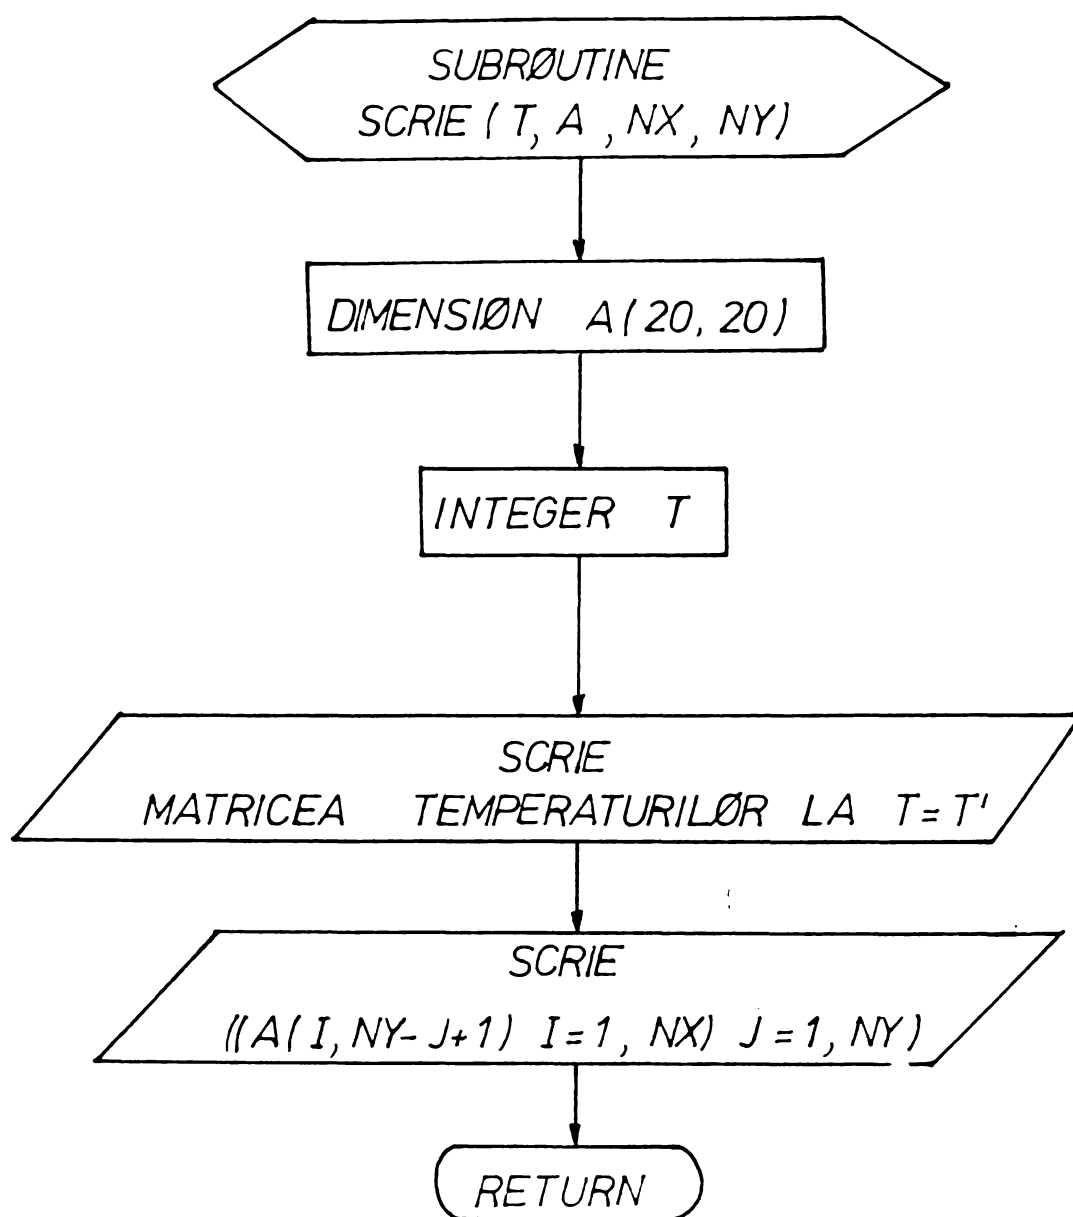 SUBRØUTINE
SCRIE ( T, A , NX , NY)
DIMENSIØN A ( 20, 20 )
INTEGER T
SCRIE
MATRICEA TEMPERATURILØR LA T= T'
SCRIE
((A( I, NY- J+1) I=1, NX) J=1, NY)
RETURN